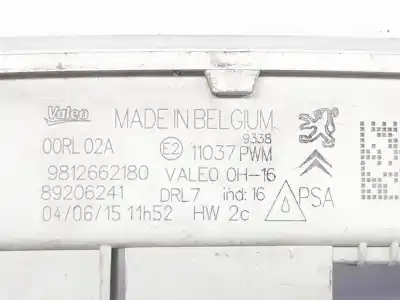 Valeo MADE IN BELGIUM
9338
00RL 02A E2 11037 PWM
9812662180 VALEO OH-16
89206241 DRL7 ind: 16 PSA
04/06/15 11h52 HW 2c